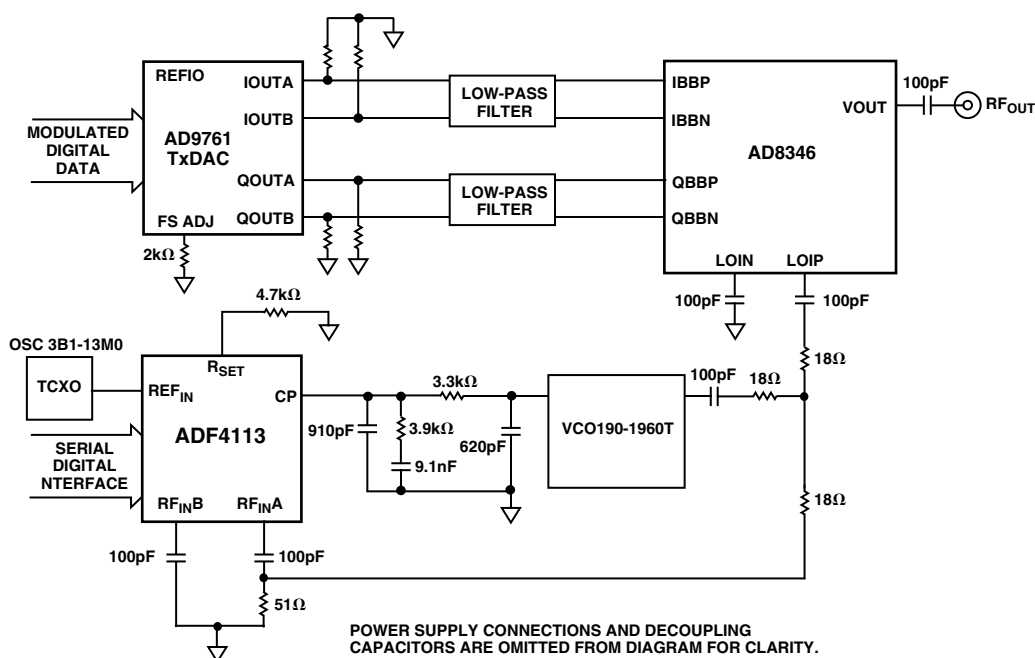 REFIO
IOUTA
IOUTB
MODULATED
DIGITAL
DATA
AD9761
TxDAC
QOUTA
QOUTB
FS ADJ
2kΩ
LOW-PASS
FILTER
LOW-PASS
FILTER
IBBP
IBBN
AD8346
VOUT
100pF
RFOUT
QBBP
QBBN
LOIN
LOIP
100pF
100pF
18Ω
4.7kΩ
OSC 3B1-13M0
TCXO
RSET
REFIN
CP
ADF4113
SERIAL
DIGITAL
NTERFACE
RFINB
RFINA
3.3kΩ
910pF
3.9kΩ
9.1nF
620pF
VCO190-1960T
100pF
18Ω
18Ω
100pF
100pF
51Ω
POWER SUPPLY CONNECTIONS AND DECOUPLING
CAPACITORS ARE OMITTED FROM DIAGRAM FOR CLARITY.